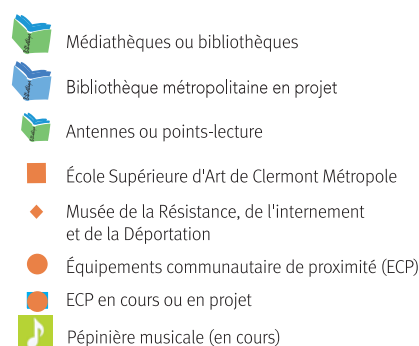 Médiathèques ou bibliothèques
Bibliothèque métropolitaine en projet
Antennes ou points-lecture
École Supérieure d'Art de Clermont Métropole
Musée de la Résistance, de l'internement
et de la Déportation
Équipements communautaire de proximité (ECP)
ECP en cours ou en projet
Pépinière musicale (en cours)